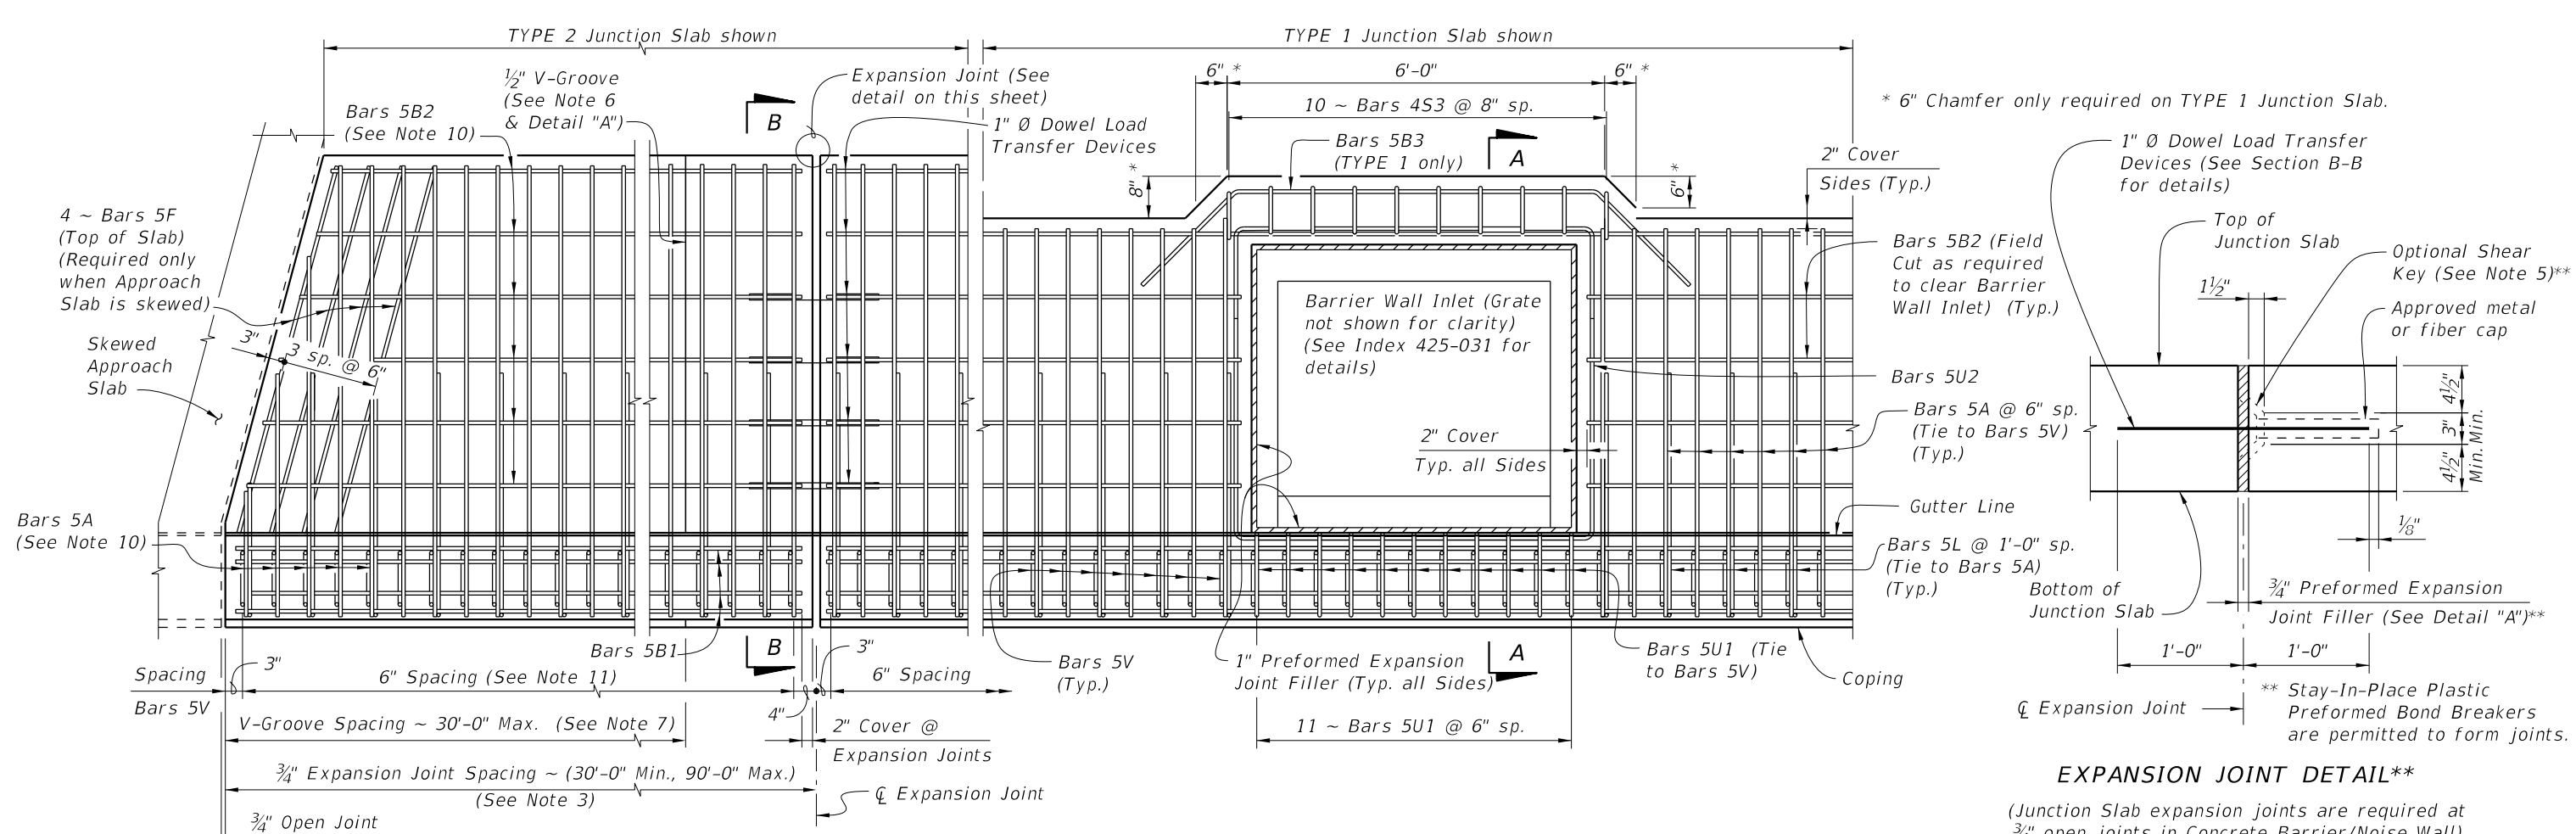 TYPE 2 Junction Slab shown
TYPE 1 Junction Slab shown
½" V-Groove
(See Note 6
& Detail "A")
Expansion Joint (See
detail on this sheet)
B
6" *
6'-0"
6" *
10 ~ Bars 4S3 @ 8" sp.
* 6" Chamfer only required on TYPE 1 Junction Slab.
Bars 5B2
(See Note 10)
1" Ø Dowel Load
Transfer Devices
Bars 5B3
(TYPE 1 only)
A
8" *
6" *
2" Cover
Sides (Typ.)
1" Ø Dowel Load Transfer
Devices (See Section B-B
for details)
4 ~ Bars 5F
(Top of Slab)
(Required only
when Approach
Slab is skewed)
3"
3 sp. @ 6"
Skewed
Approach
Slab
Barrier Wall Inlet (Grate
not shown for clarity)
(See Index 425-031 for
details)
2" Cover
Typ. all Sides
Bars 5B2 (Field
Cut as required
to clear Barrier
Wall Inlet) (Typ.)
Bars 5U2
Bars 5A @ 6" sp.
(Tie to Bars 5V)
(Typ.)
Gutter Line
Bars 5L @ 1'-0" sp.
(Tie to Bars 5A)
(Typ.)
Top of
Junction Slab
Optional Shear
Key (See Note 5)**
1½"
Approved metal
or fiber cap
4½"
3"
4½"
Min.
Min.
⅛"
Bottom of
Junction Slab
¾" Preformed Expansion
Joint Filler (See Detail "A")**
1'-0"
1'-0"
℄ Expansion Joint
** Stay-In-Place Plastic
Preformed Bond Breakers
are permitted to form joints.
EXPANSION JOINT DETAIL**
(Junction Slab expansion joints are required at
¾" open joints in Concrete Barrier/Noise Wall)
Bars 5A
(See Note 10)
Bars 5B1
B
3"
Bars 5V
(Typ.)
1" Preformed Expansion
Joint Filler (Typ. all Sides)
A
Bars 5U1 (Tie
to Bars 5V)
Coping
Spacing
Bars 5V
3"
6" Spacing (See Note 11)
6" Spacing
4"
V-Groove Spacing ~ 30'-0" Max. (See Note 7)
2" Cover @
Expansion Joints
11 ~ Bars 5U1 @ 6" sp.
¾" Expansion Joint Spacing ~ (30'-0" Min., 90'-0" Max.)
(See Note 3)
℄ Expansion Joint
¾" Open Joint